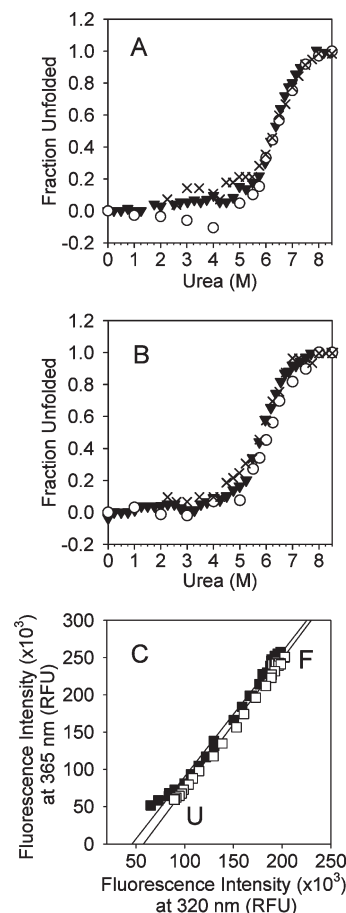 A
1.2
1.0
0.8
0.6
0.4
0.2
0.0
-0.2
Fraction Unfolded
0 1 2 3 4 5 6 7 8
Urea (M)
B
1.2
1.0
0.8
0.6
0.4
0.2
0.0
-0.2
Fraction Unfolded
0 1 2 3 4 5 6 7 8
Urea (M)
C
300
250
200
150
100
50
0
Fluorescence Intensity (x10³)
at 365 nm (RFU)
F
U
50 100 150 200 250
Fluorescence Intensity (x10³)
at 320 nm (RFU)